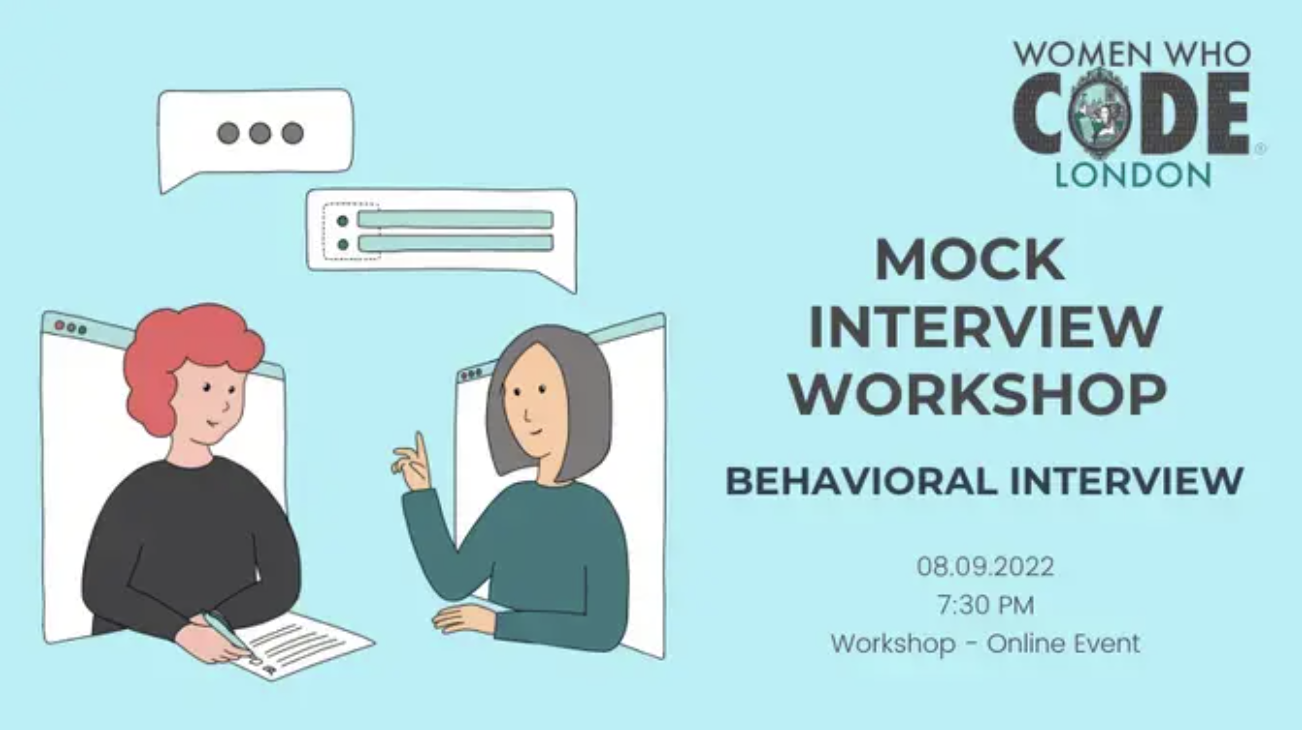 WOMEN WHO
CODE
LONDON
MOCK
INTERVIEW
WORKSHOP
BEHAVIORAL INTERVIEW
08.09.2022
7:30 PM
Workshop - Online Event